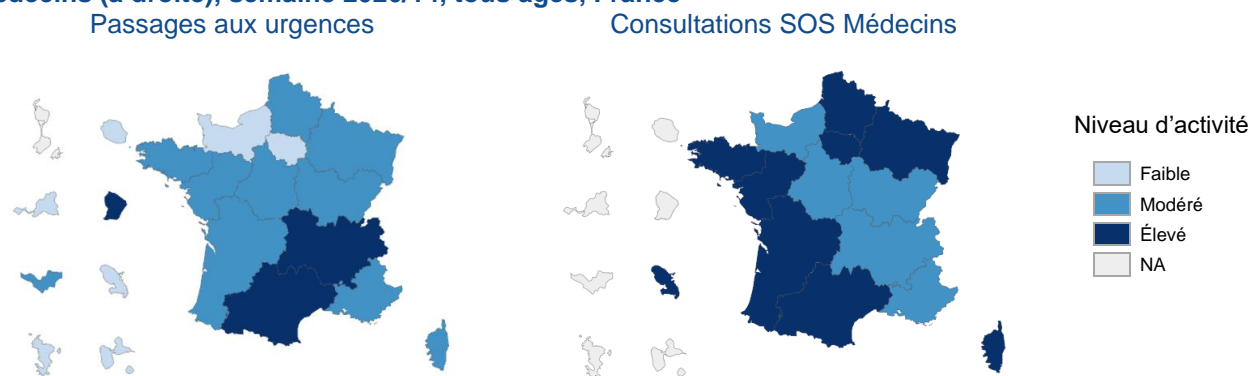 Passages aux urgences
Consultations SOS Médecins
Niveau d'activité
Faible
Modéré
Élevé
NA